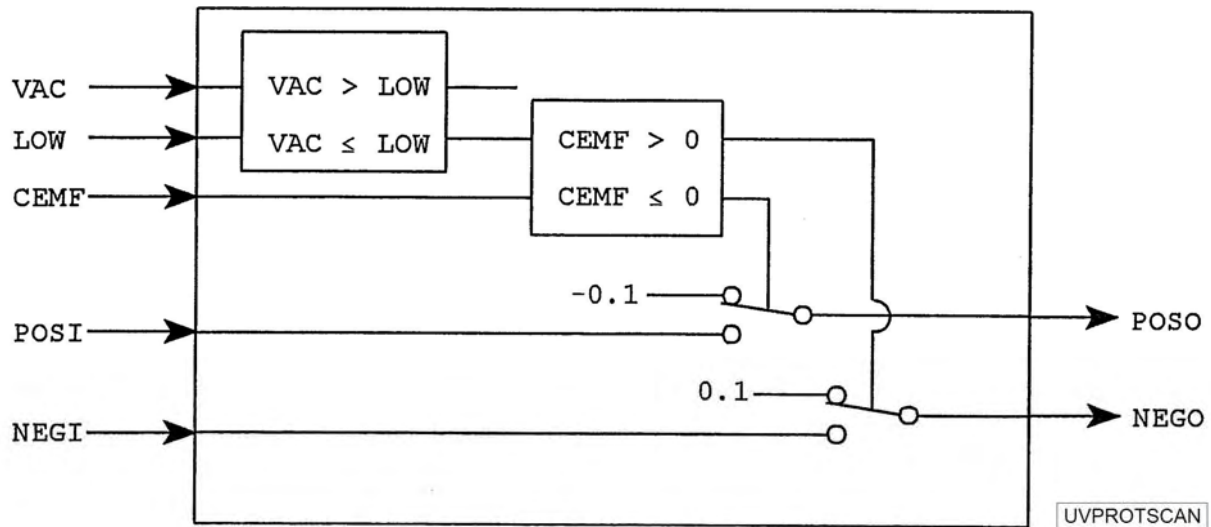 VAC
LOW
CEMF
POSI
NEGI
VAC > LOW
VAC ≤ LOW
CEMF > 0
CEMF ≤ 0
-0.1
0.1
POSO
NEGO
UVPROTSCAN